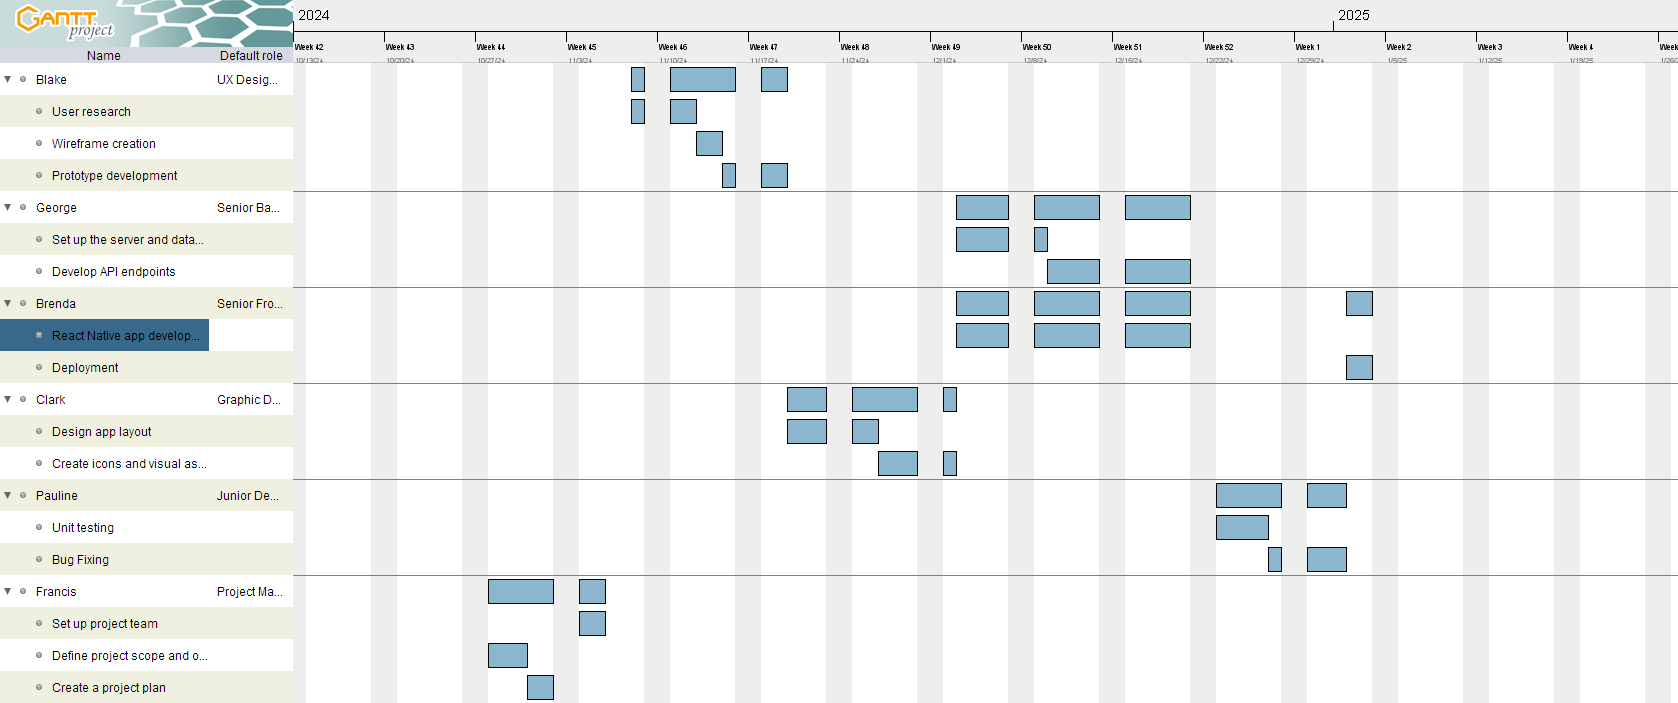 GANTT project
2024 2025
Week 42 Week 43 Week 44 Week 45 Week 46 Week 47 Week 48 Week 49 Week 50 Week 51 Week 52 Week 1 Week 2 Week 3 Week 4 Week
Name Default role
10/13/24 10/20/24 10/27/24 11/3/24 11/10/24 11/17/24 11/24/24 12/1/24 12/8/24 12/15/24 12/22/24 12/29/24 1/5/25 1/12/25 1/19/25 1/26/2
Blake UX Desig...
User research
Wireframe creation
Prototype development
George Senior Ba...
Set up the server and data...
Develop API endpoints
Brenda Senior Fro...
React Native app develop...
Deployment
Clark Graphic D...
Design app layout
Create icons and visual as...
Pauline Junior De...
Unit testing
Bug Fixing
Francis Project Ma...
Set up project team
Define project scope and o...
Create a project plan